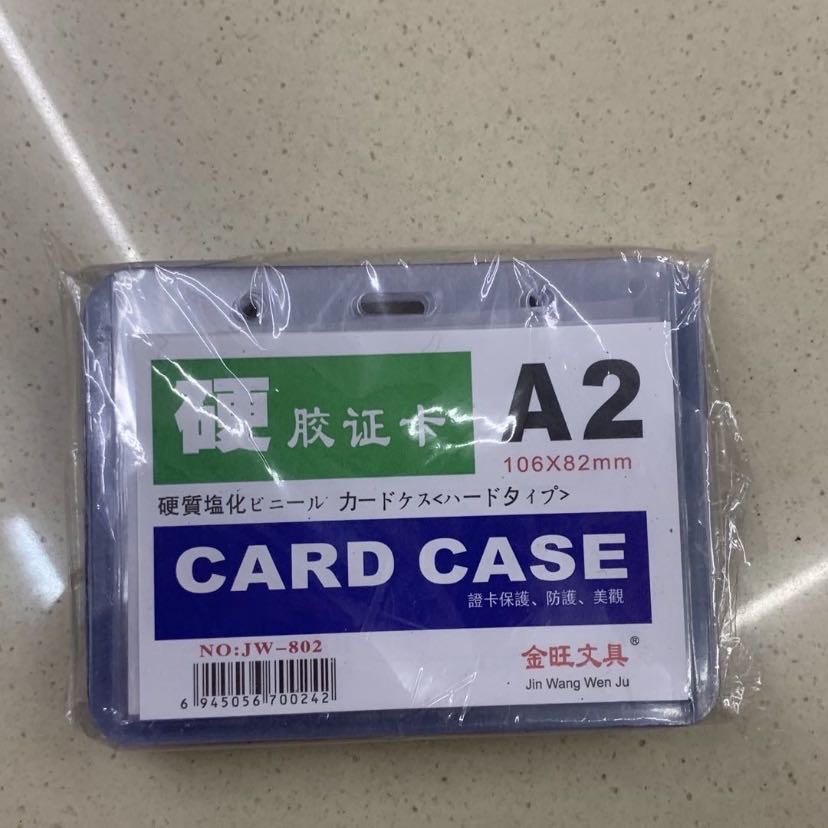 硬胶证卡
A2
106X82mm
硬質塩化ビニール カードケス<ハードタイプ>
CARD CASE
證卡保護、防護、美觀
NO:JW-802
6 945056 700242
金旺文具®
Jin Wang Wen Ju